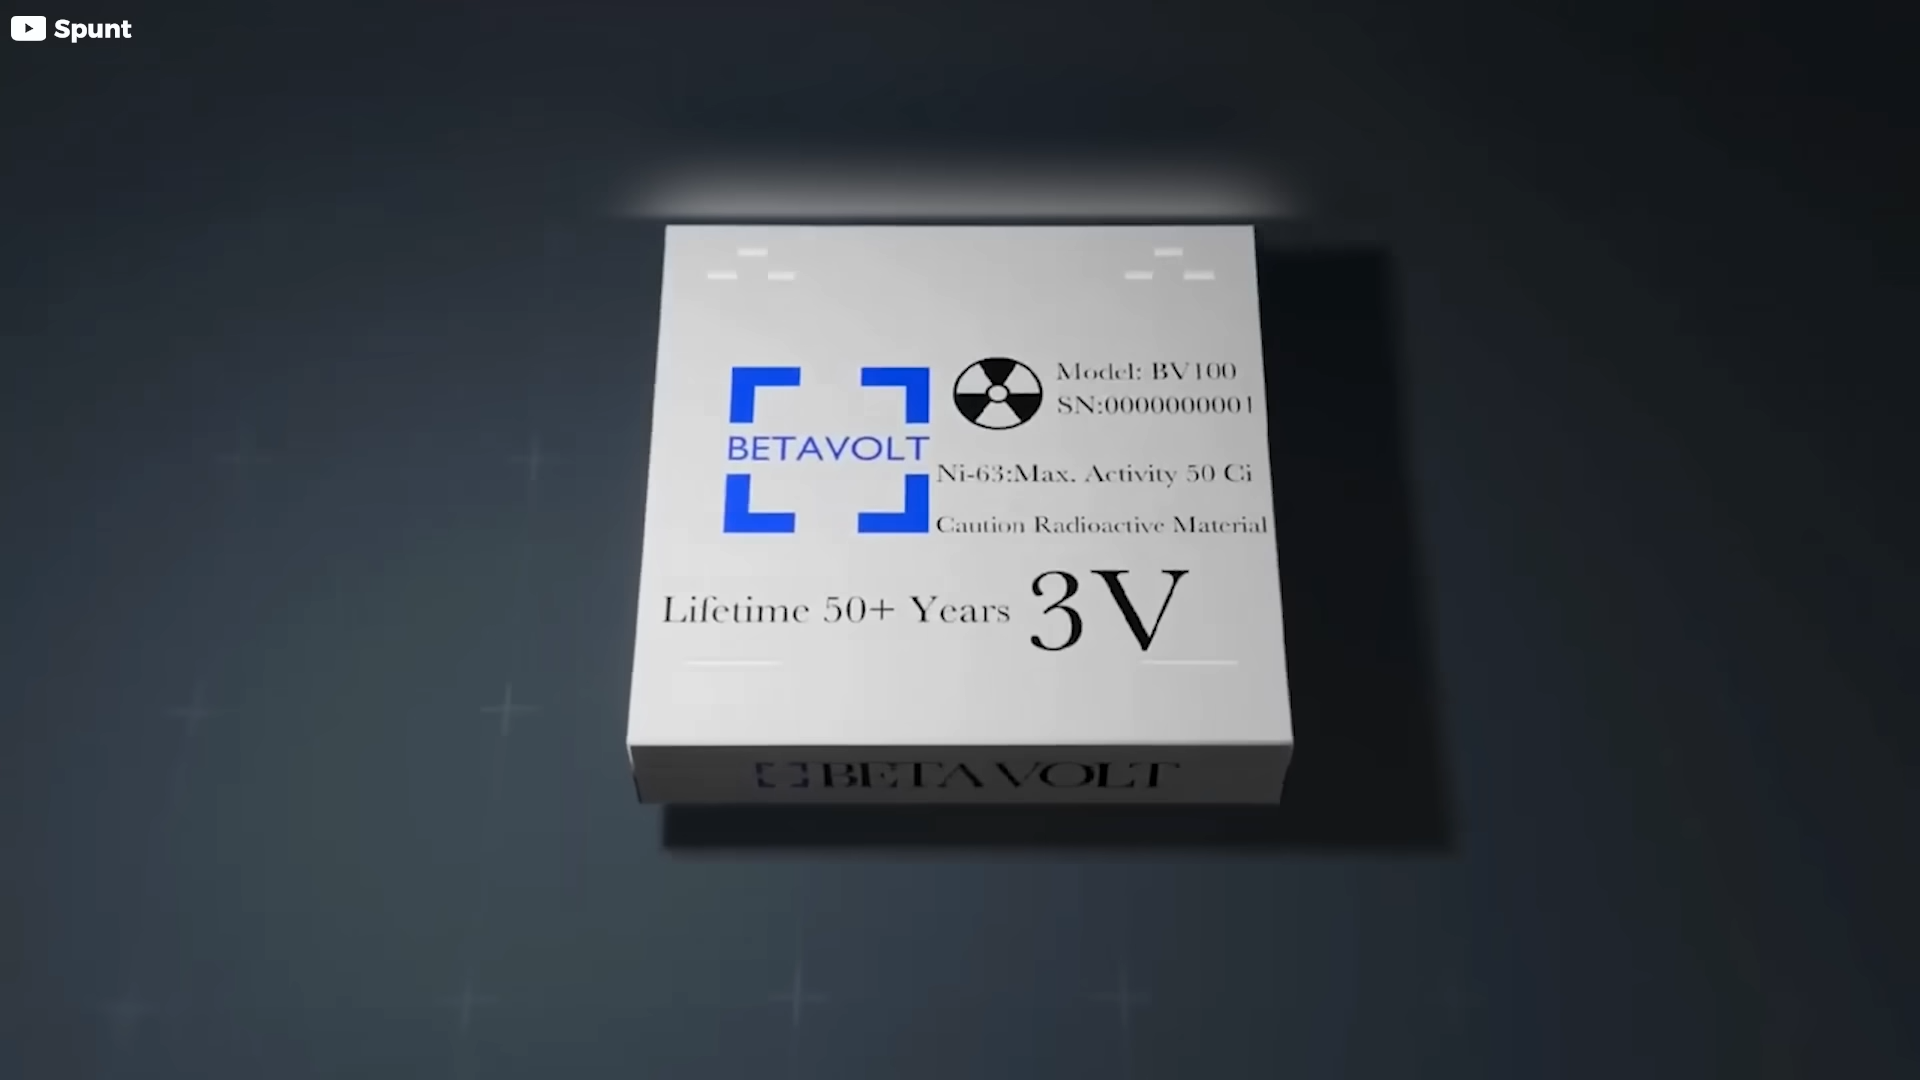 Spunt
Model: BV100
SN:0000000001
BETAVOLT
Ni-63:Max. Activity 50 Ci
Caution Radioactive Material
Lifetime 50+ Years 3V
BETAVOLT